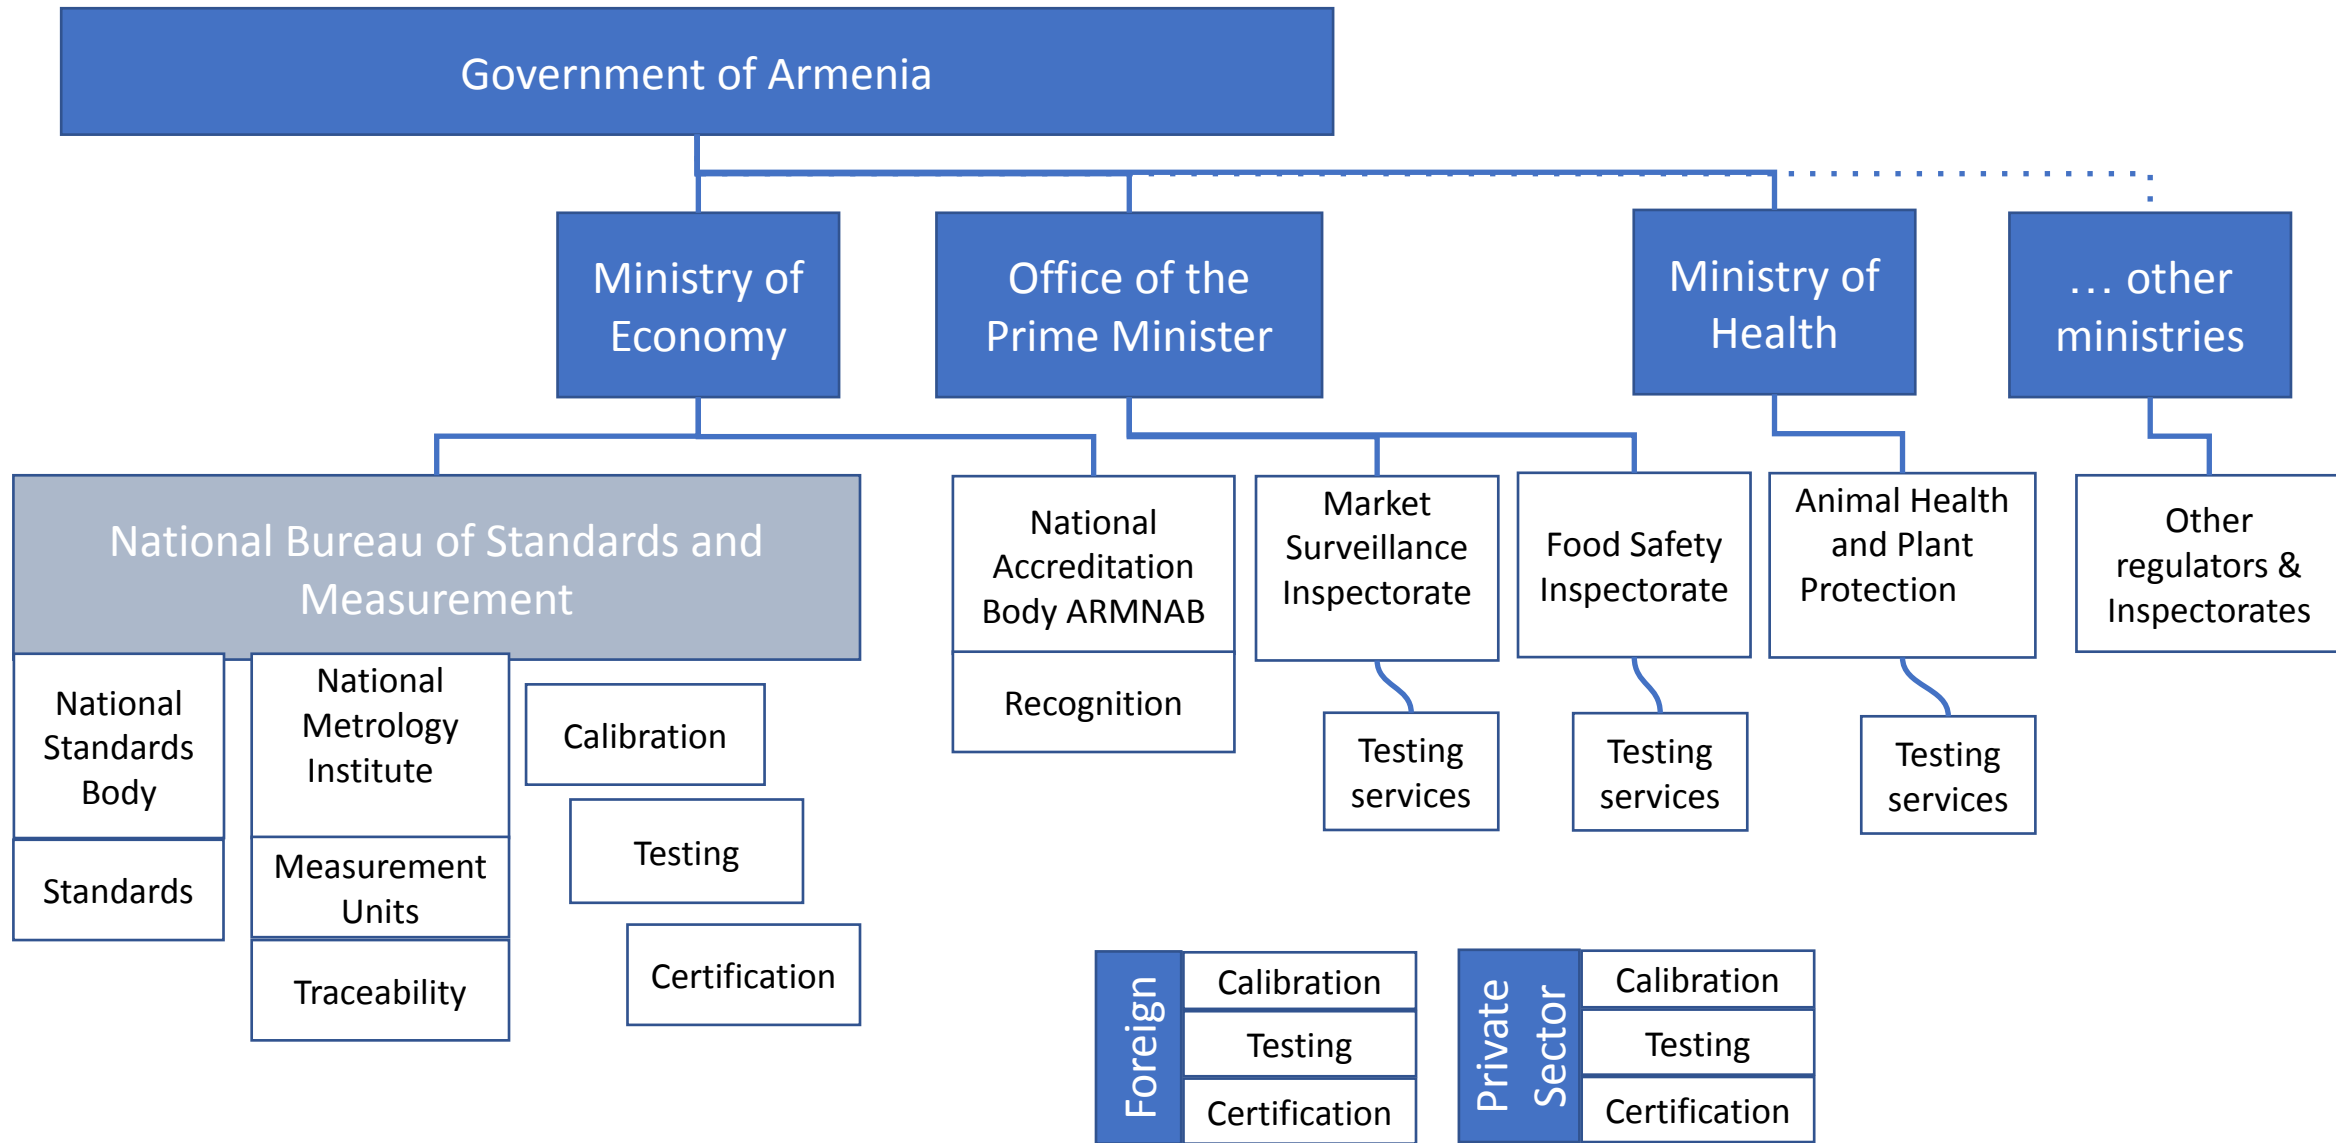 Government of Armenia
Ministry of
Economy
Office of the
Prime Minister
Ministry of
Health
… other
ministries
National Bureau of Standards and
Measurement
National
Accreditation
Body ARMNAB
Recognition
Market
Surveillance
Inspectorate
Food Safety
Inspectorate
Animal Health
and Plant
Protection
Other
regulators &
Inspectorates
National
Standards
Body
Standards
National
Metrology
Institute
Measurement
Units
Traceability
Calibration
Testing
Certification
Testing
services
Testing
services
Testing
services
Foreign
Calibration
Testing
Certification
Private
Sector
Calibration
Testing
Certification